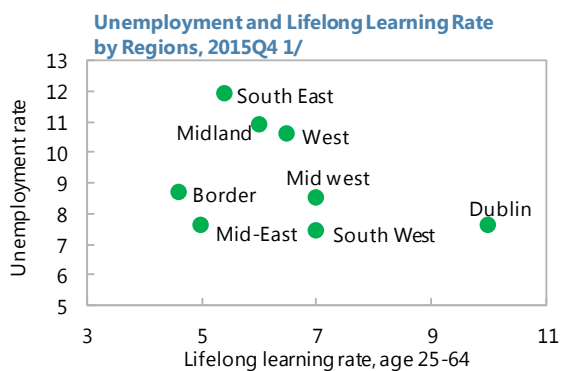 Unemployment and Lifelong Learning Rate
by Regions, 2015Q4 1/
Unemployment rate
13
12
11
10
9
8
7
6
5
South East
Midland
West
Mid west
Border
Dublin
Mid-East
South West
3
5
7
9
11
Lifelong learning rate, age 25-64